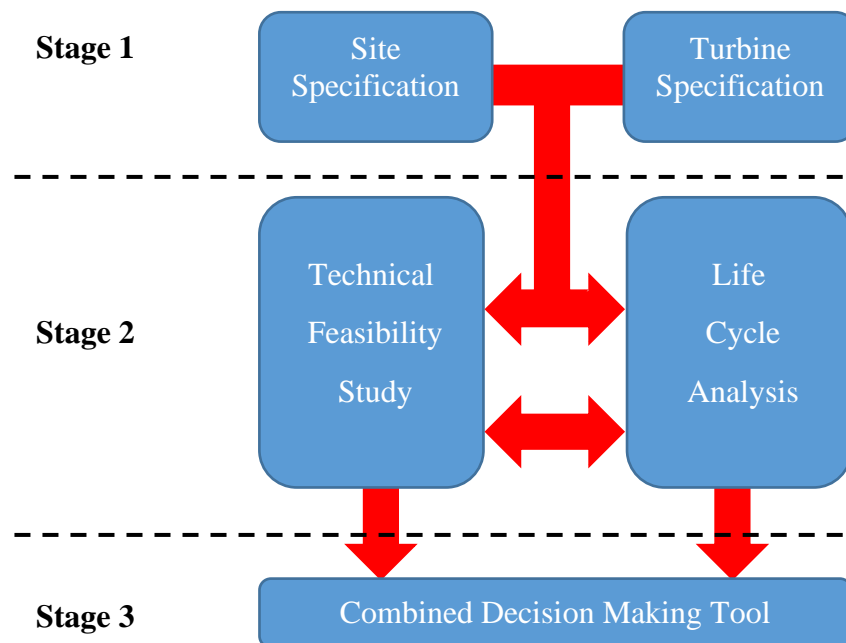 Stage 1
Site
Specification
Turbine
Specification
Stage 2
Technical
Feasibility
Study
Life
Cycle
Analysis
Stage 3
Combined Decision Making Tool